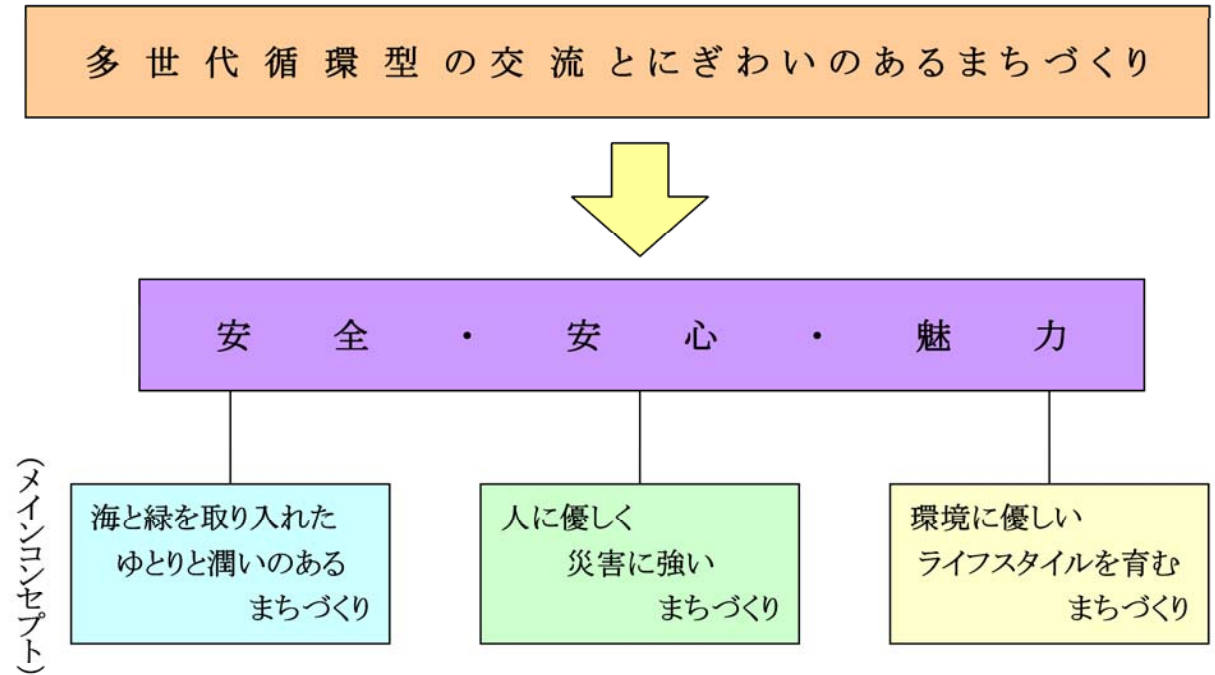 多世代循環型の交流とにぎわいのあるまちづくり
安全・安心・魅力
(メインコンセプト)
海と緑を取り入れた
ゆとりと潤いのある
まちづくり
人に優しく
災害に強い
まちづくり
環境に優しい
ライフスタイルを育む
まちづくり